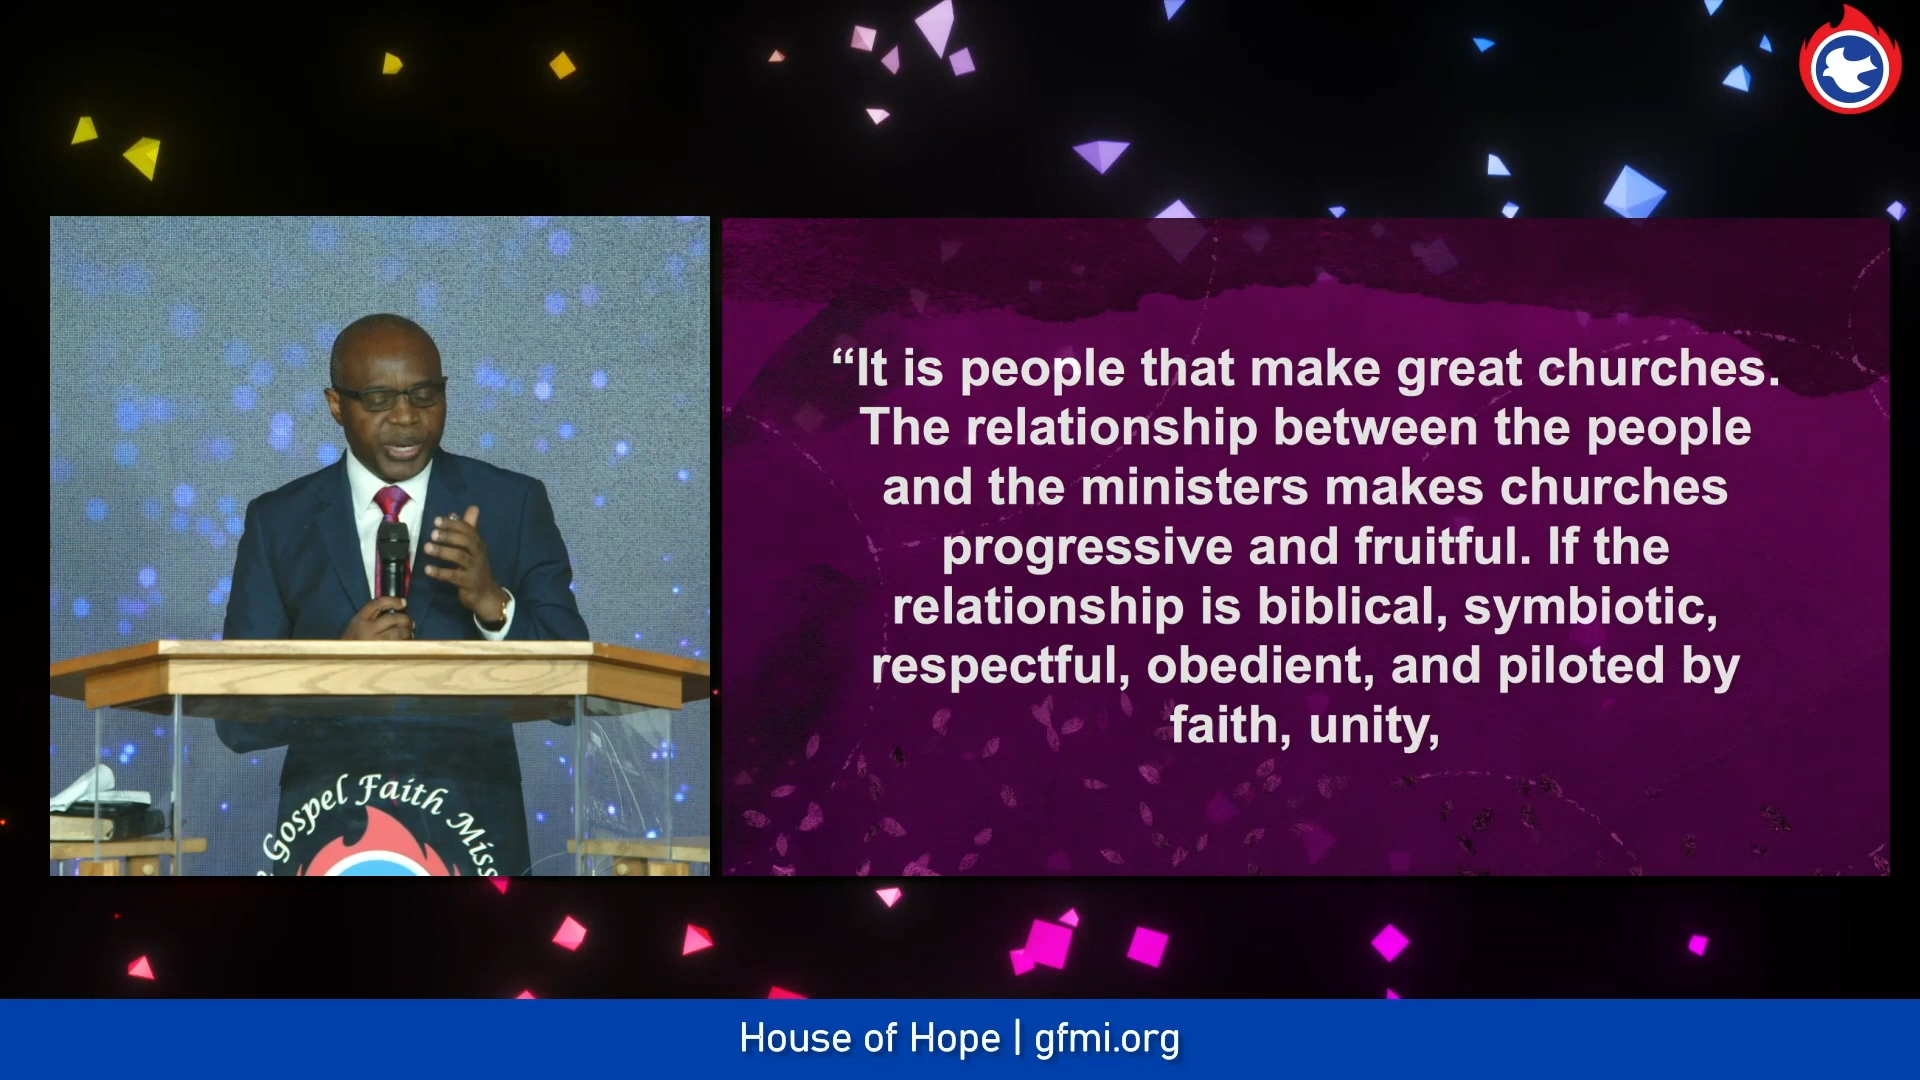 “It is people that make great churches.
The relationship between the people
and the ministers makes churches
progressive and fruitful. If the
relationship is biblical, symbiotic,
respectful, obedient, and piloted by
faith, unity,
Gospel Faith Miss
House of Hope | gfmi.org